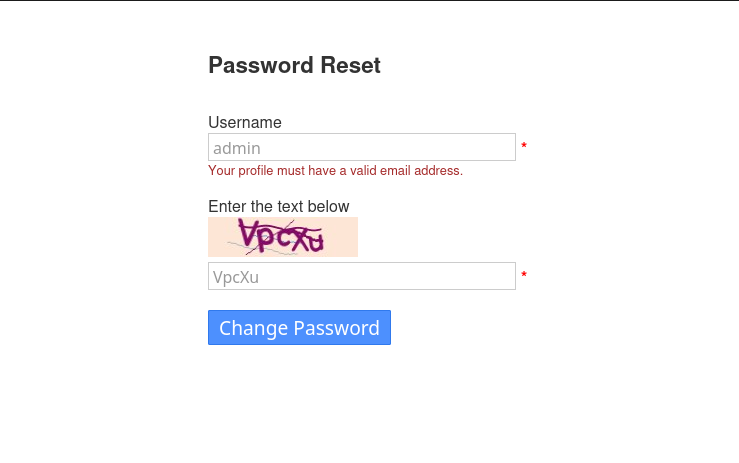 Password Reset
Username
admin *
Your profile must have a valid email address.
Enter the text below
VpcXu
VpcXu *
Change Password